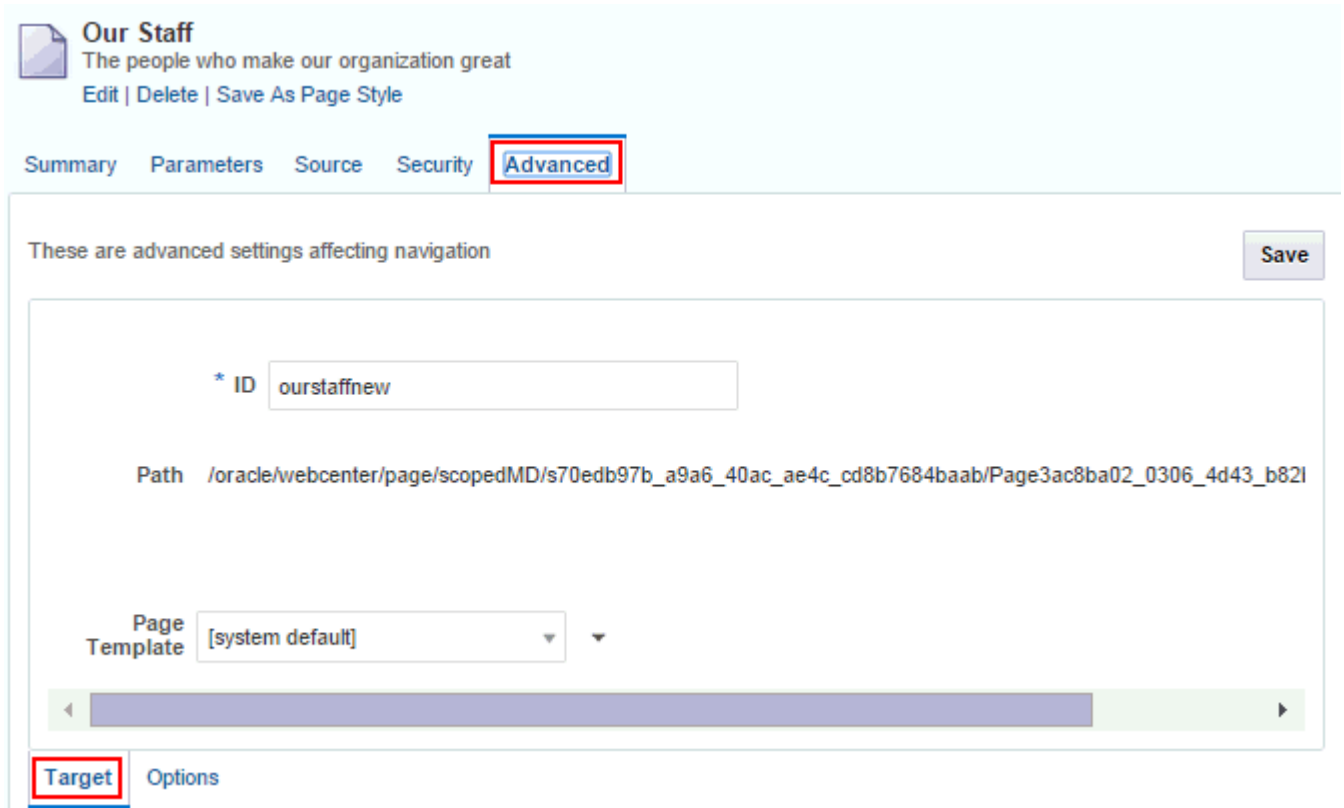 Our Staff
The people who make our organization great
Edit | Delete | Save As Page Style
Summary Parameters Source Security Advanced
These are advanced settings affecting navigation
Save
* ID ourstaffnew
Path /oracle/webcenter/page/scopedMD/s70edb97b_a9a6_40ac_ae4c_cd8b7684baab/Page3ac8ba02_0306_4d43_b82
Page
Template [system default]
Target Options